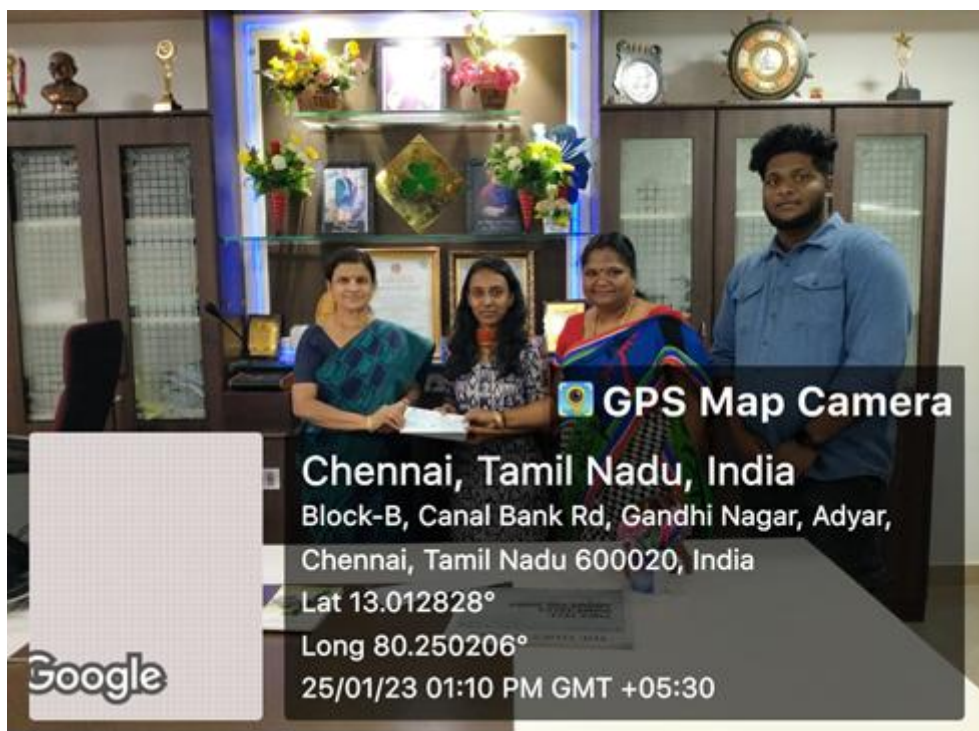 GPS Map Camera
Chennai, Tamil Nadu, India
Block-B, Canal Bank Rd, Gandhi Nagar, Adyar,
Chennai, Tamil Nadu 600020, India
Lat 13.012828°
Long 80.250206°
25/01/23 01:10 PM GMT +05:30
Google